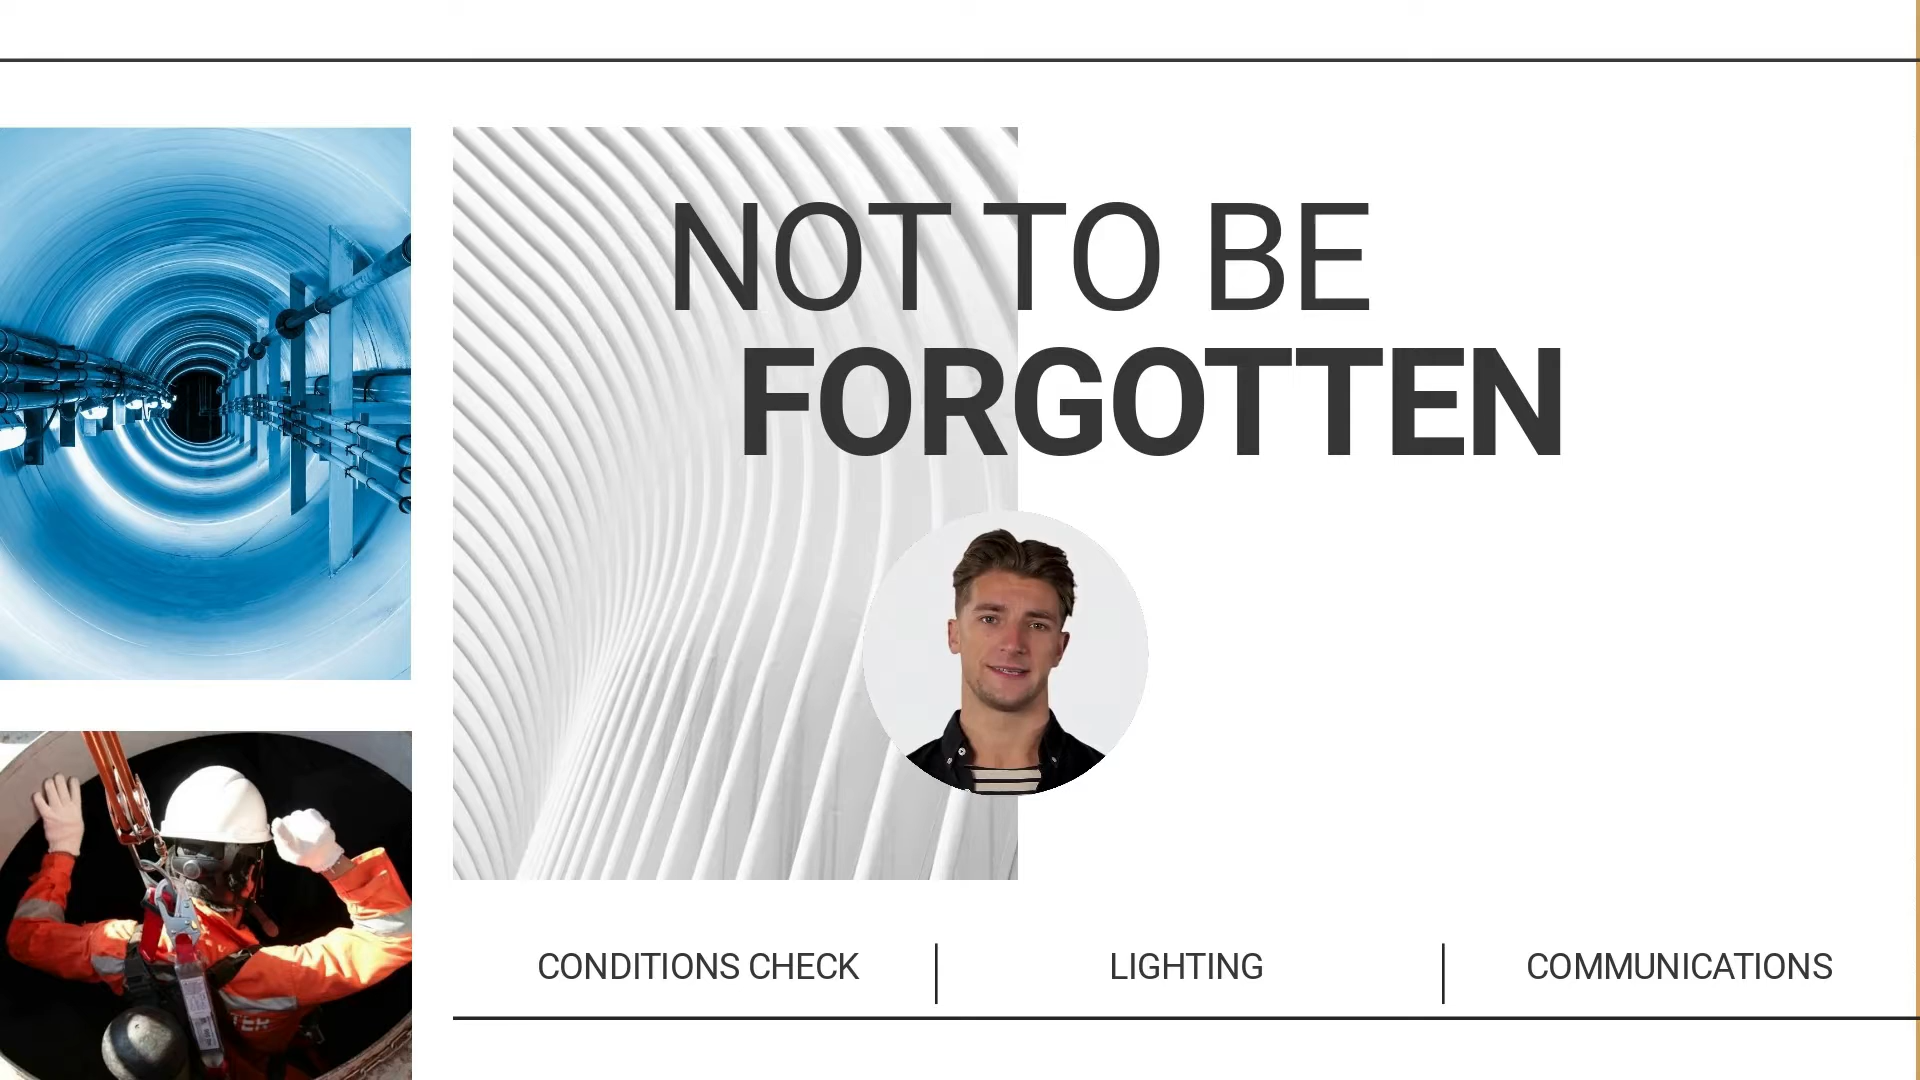 NOT TO BE
FORGOTTEN
CONDITIONS CHECK
LIGHTING
COMMUNICATIONS